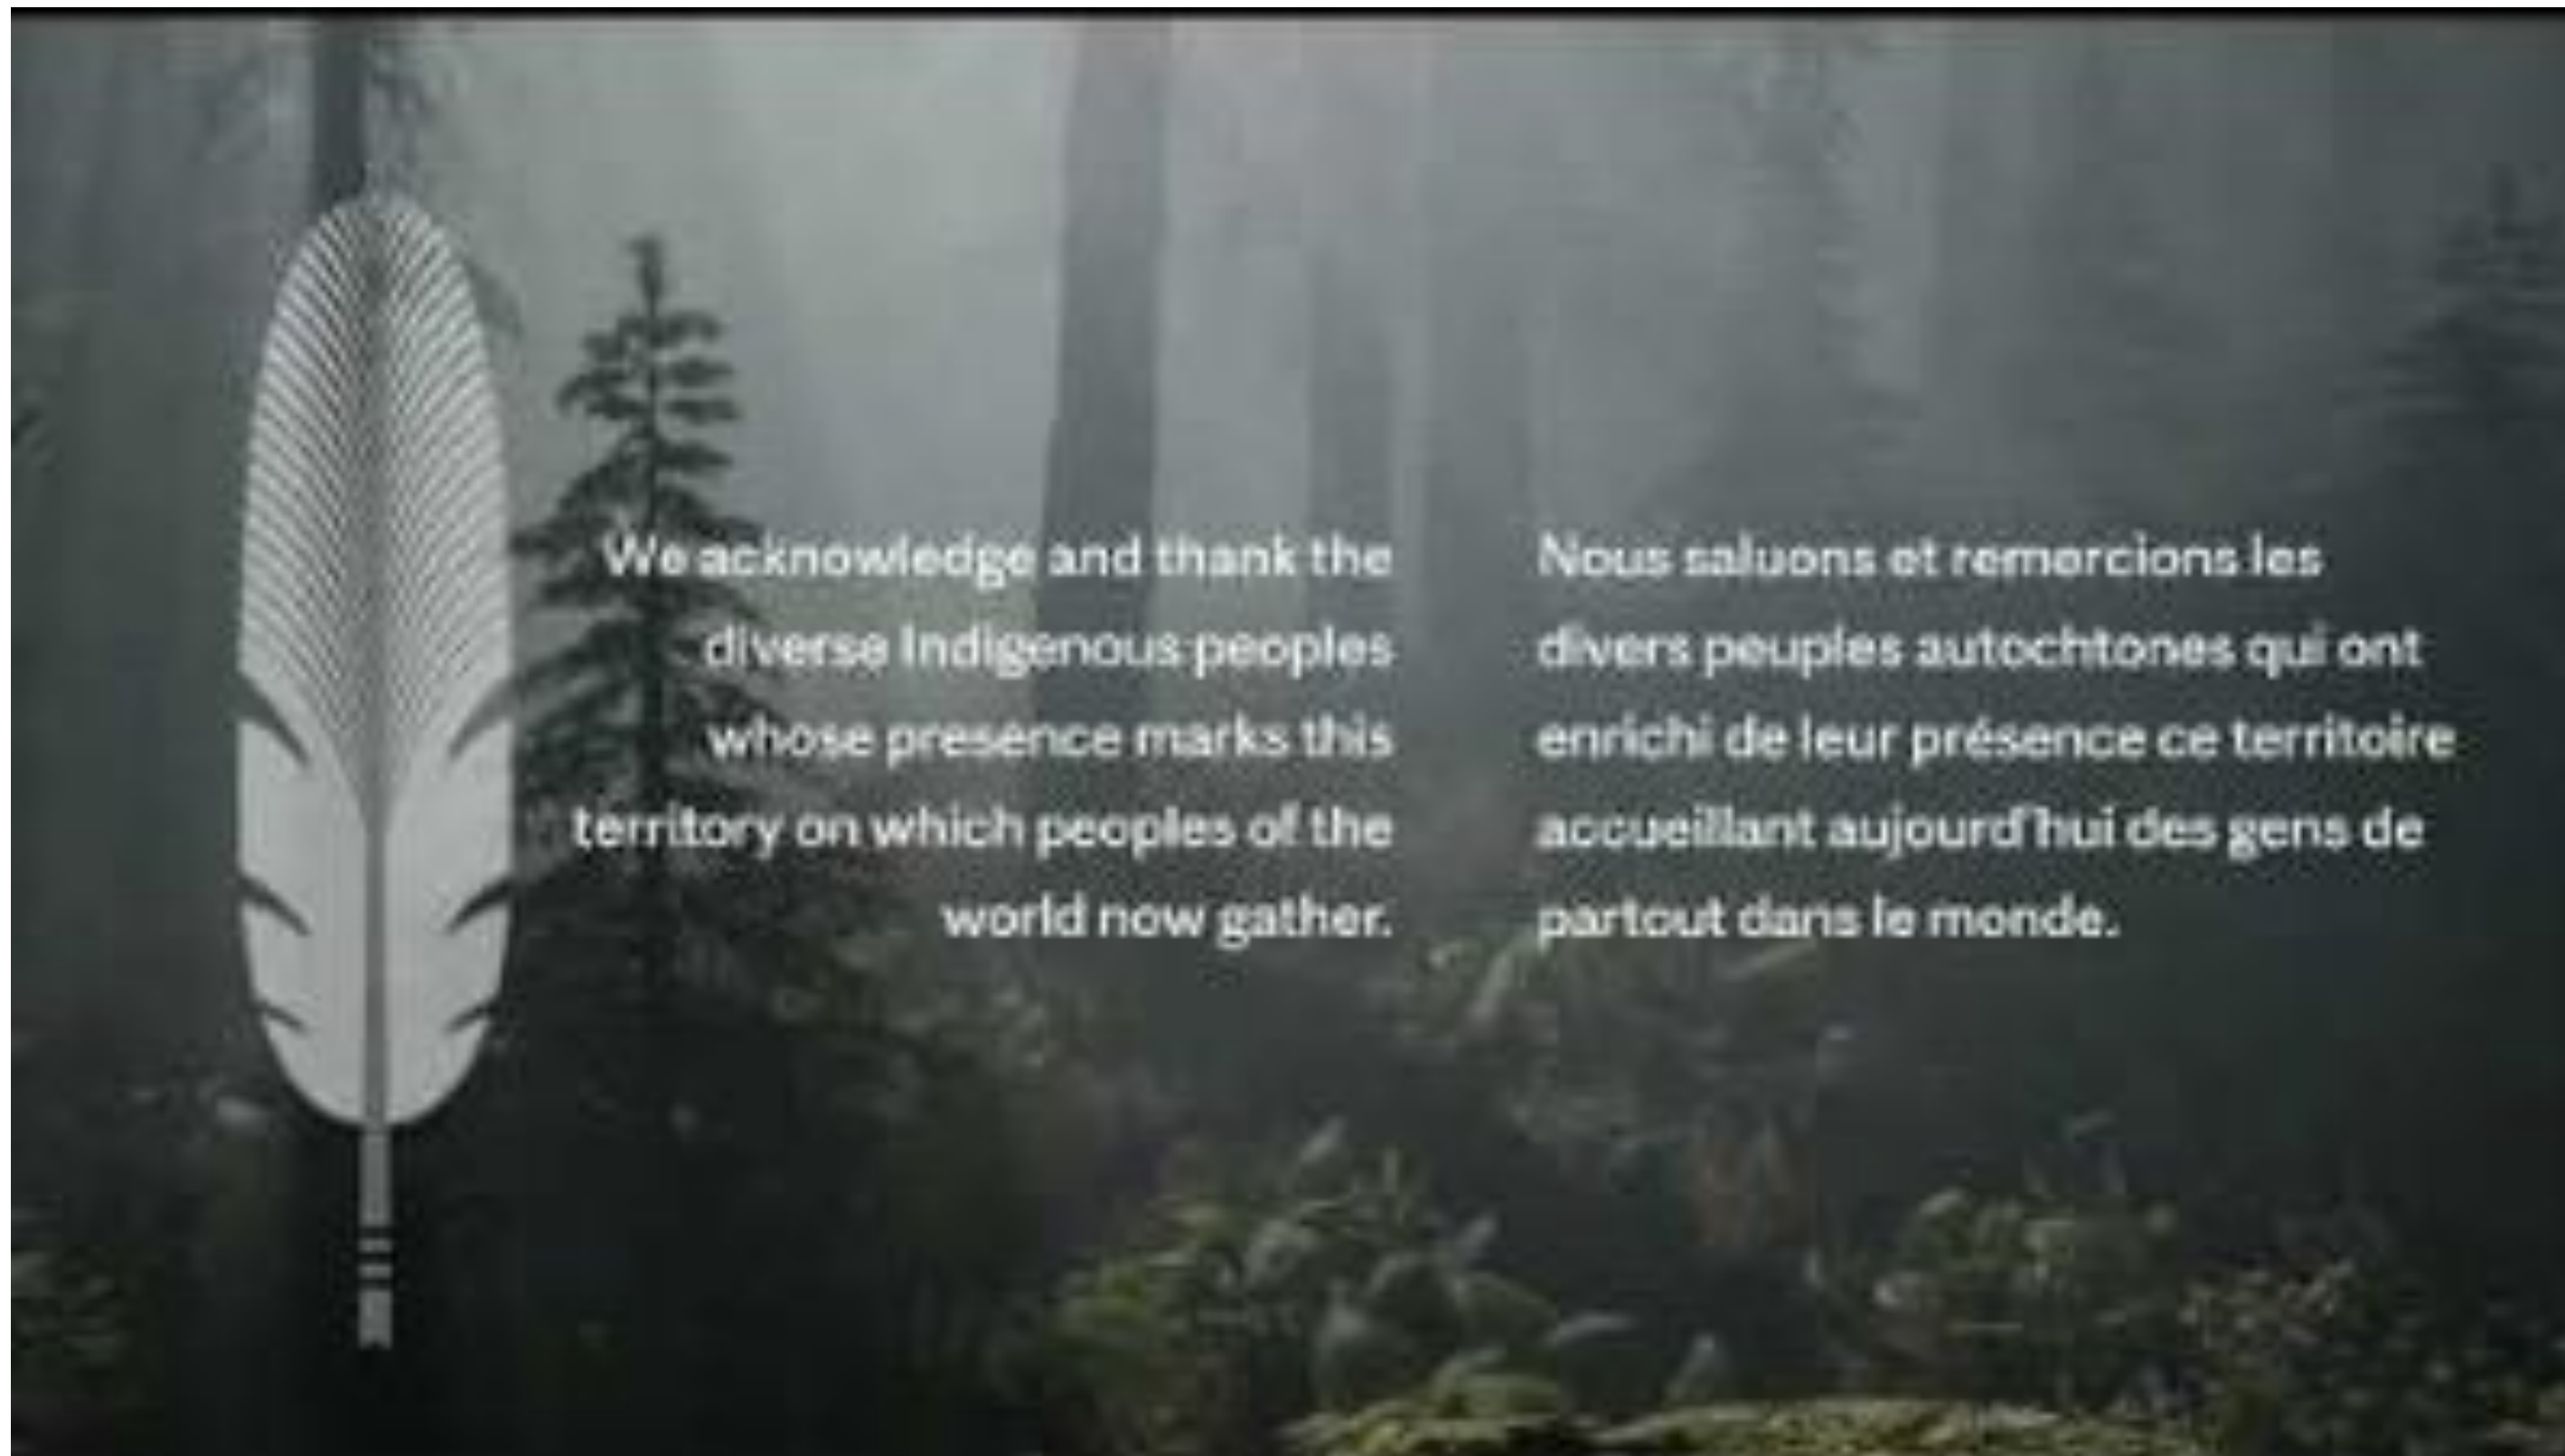 We acknowledge and thank the
diverse Indigenous peoples
whose presence marks this
territory on which peoples of the
world now gather.
Nous saluons et remercions les
divers peuples autochtones qui ont
enrichi de leur présence ce territoire
accueillant aujourd'hui des gens de
partout dans le monde.